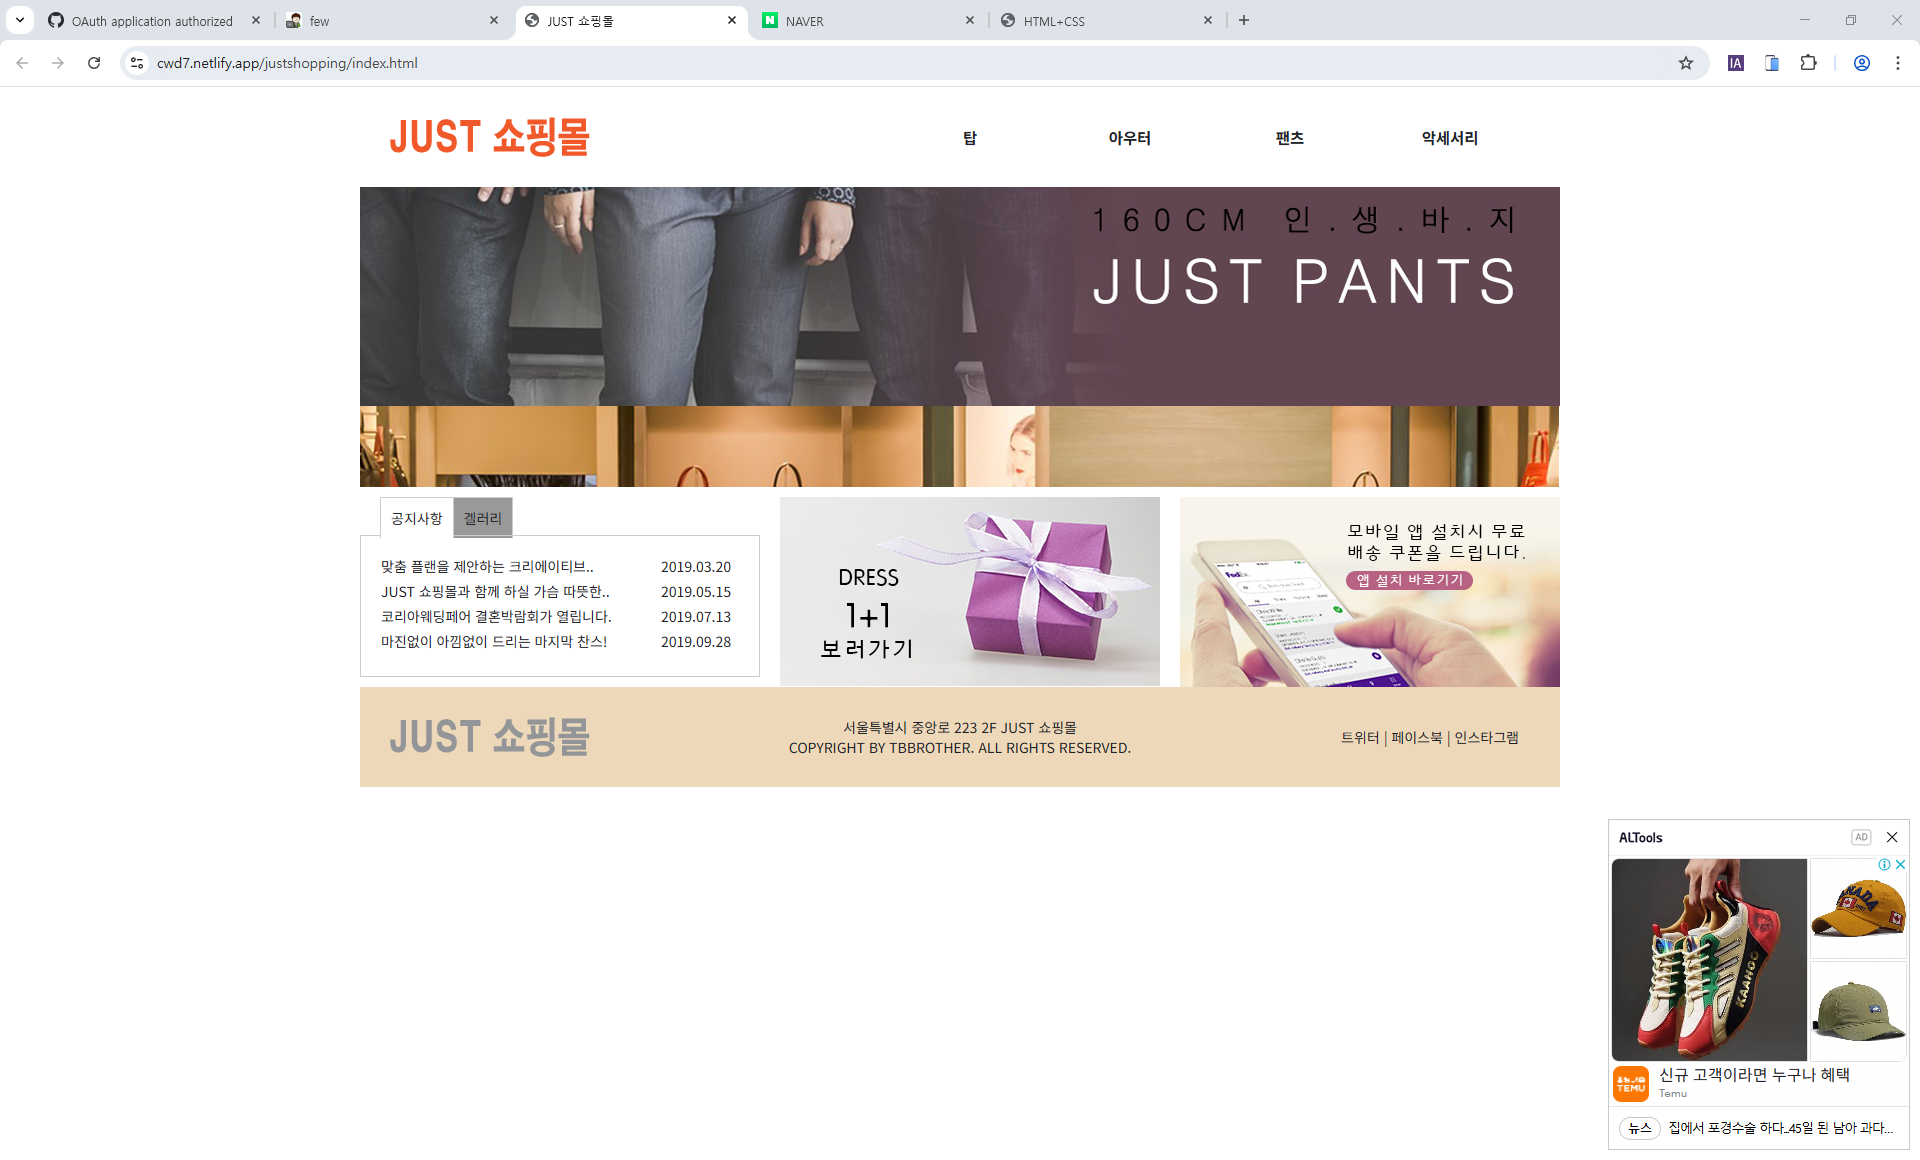 OAuth application authorized
few
JUST 쇼핑몰
NAVER
HTML+CSS
cwd7.netlify.app/justshopping/index.html
IA
JUST 쇼핑몰
탑
아우터
팬츠
악세서리
160CM 인.생.바.지
JUST PANTS
공지사항
겔러리
맞춤 플랜을 제안하는 크리에이티브..
2019.03.20
JUST 쇼핑몰과 함께 하실 가슴 따뜻한..
2019.05.15
코리아웨딩페어 결혼박람회가 열립니다.
2019.07.13
마진없이 아낌없이 드리는 마지막 찬스!
2019.09.28
DRESS
1+1
보러가기
모바일 앱 설치시 무료
배송 쿠폰을 드립니다.
앱 설치 바로기기
FedEx
JUST 쇼핑몰
서울특별시 중앙로 223 2F JUST 쇼핑몰
COPYRIGHT BY TBBROTHER. ALL RIGHTS RESERVED.
트위터 | 페이스북 | 인스타그램
ALTools
AD
KAAHOO
TEMU
신규 고객이라면 누구나 혜택
Temu
뉴스
집에서 포경수술 하다...45일 된 남아 과다...